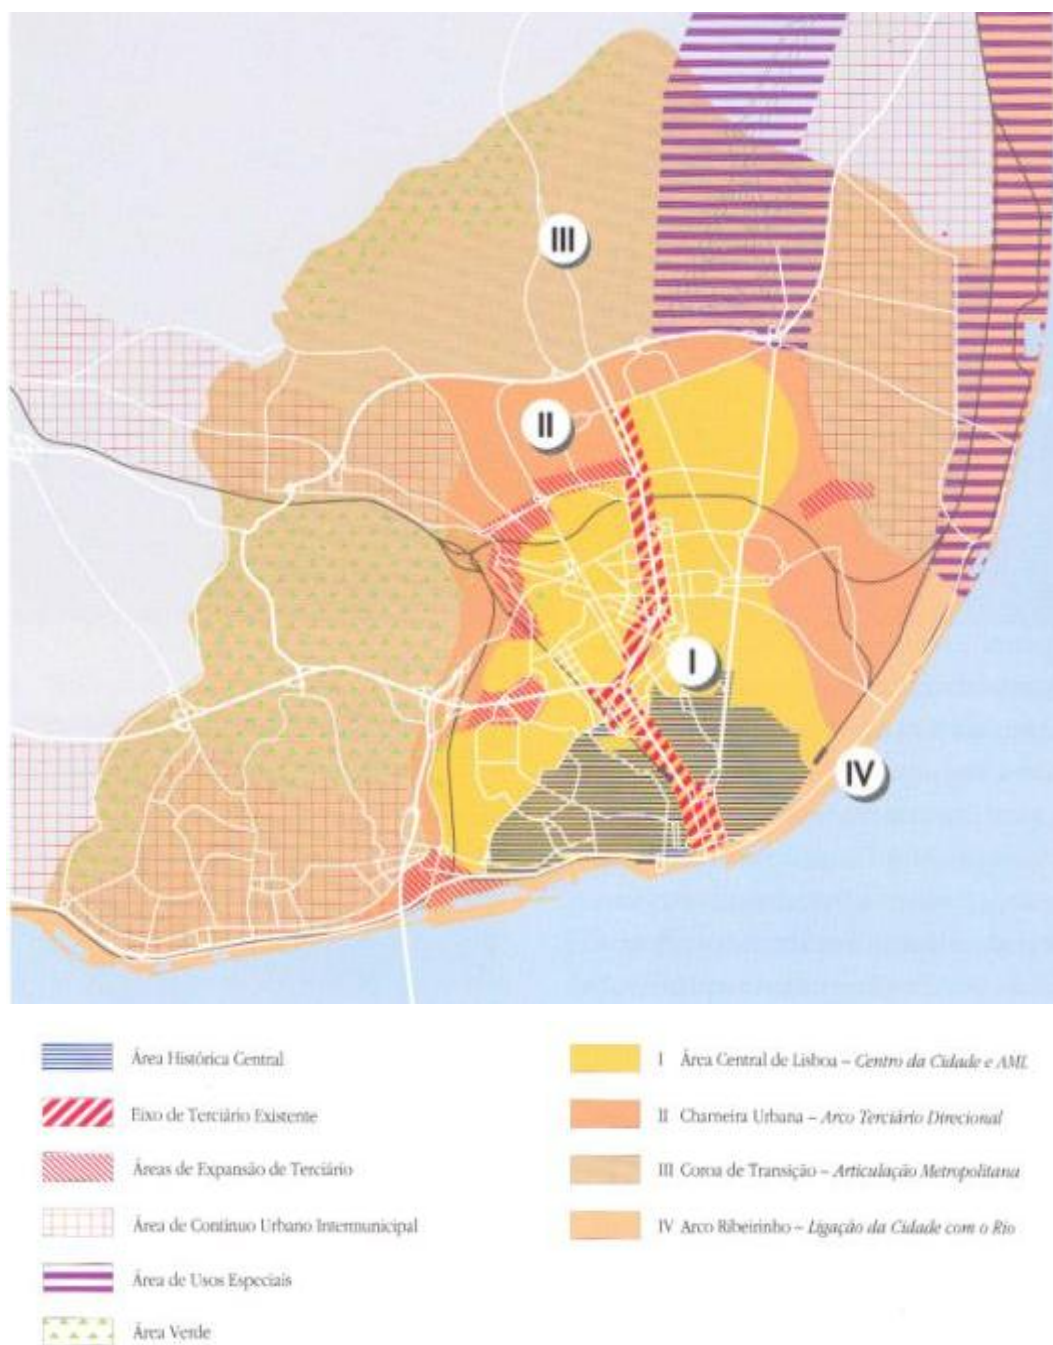 III
II
I
IV
Área Histórica Central
Eixo de Terciário Existente
Áreas de Expansão de Terciário
Área de Contínuo Urbano Intermunicipal
Área de Usos Especiais
Área Verde
I Área Central de Lisboa – Centro da Cidade e AML
II Charneira Urbana – Arco Terciário Direcional
III Coroa de Transição – Articulação Metropolitana
IV Arco Ribeirinho – Ligação da Cidade com o Rio